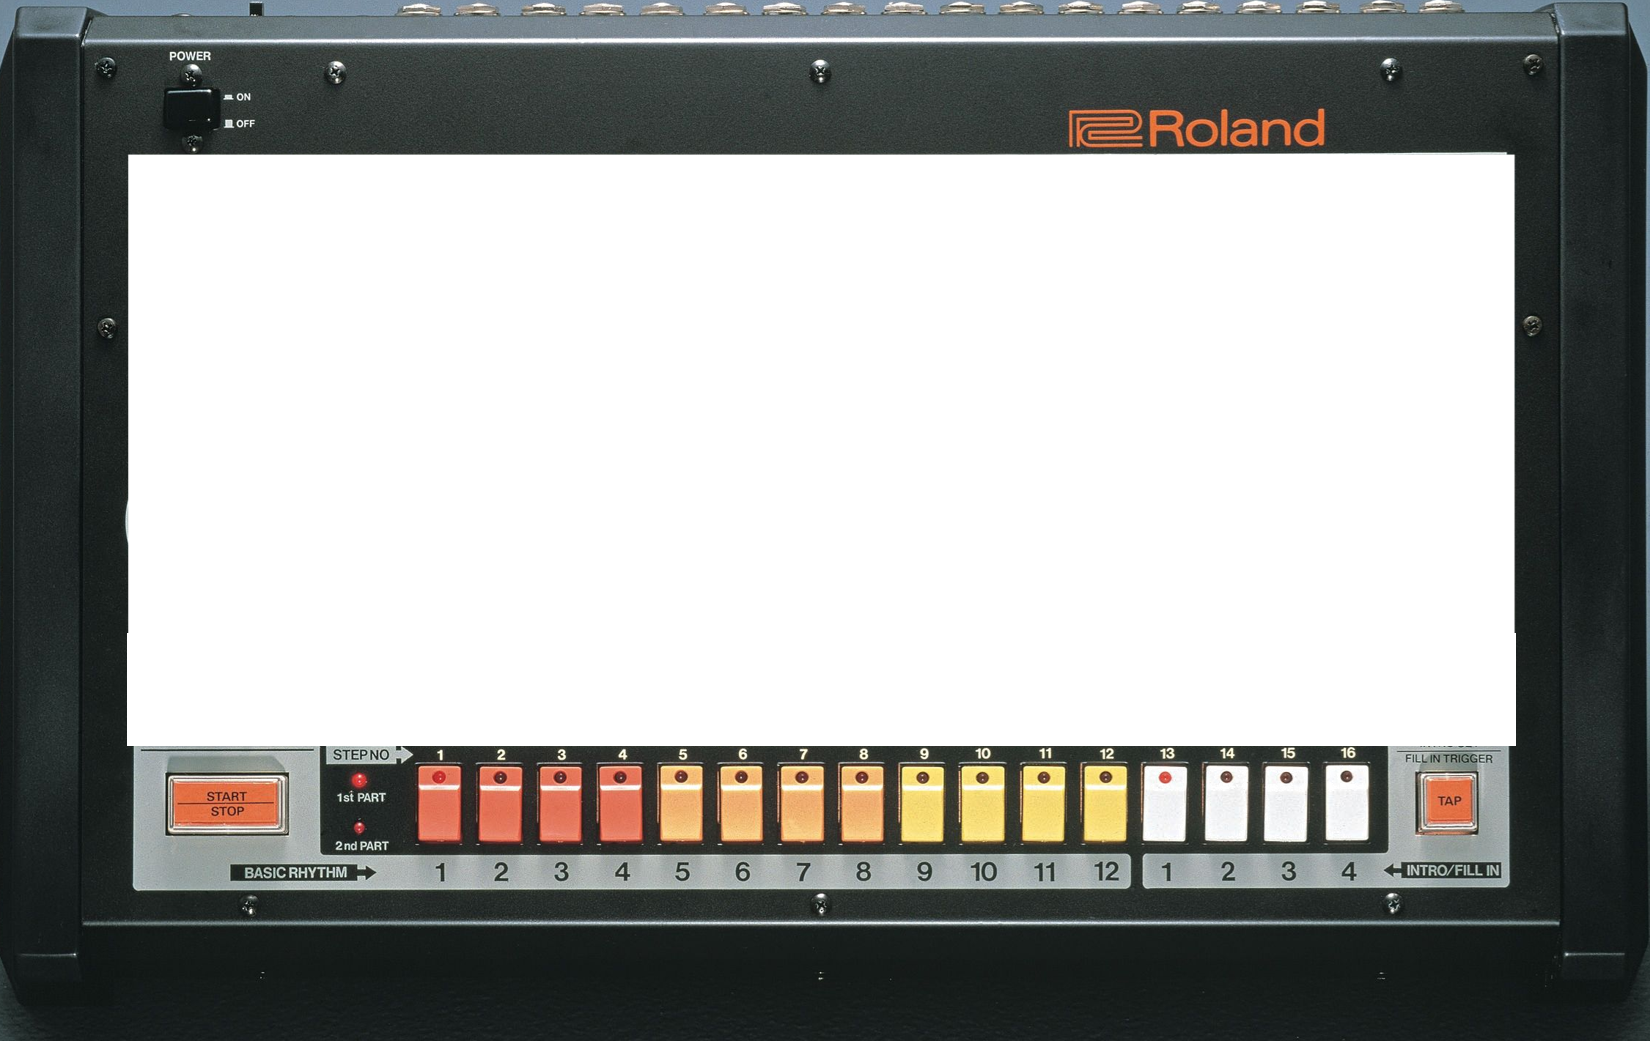 POWER
ON
OFF
Roland
STEP NO
1 2 3 4 5 6 7 8 9 10 11 12 13 14 15 16
FILL IN TRIGGER
START
STOP
1st PART
2nd PART
TAP
BASIC RHYTHM
1 2 3 4 5 6 7 8 9 10 11 12 1 2 3 4
INTRO/FILL IN